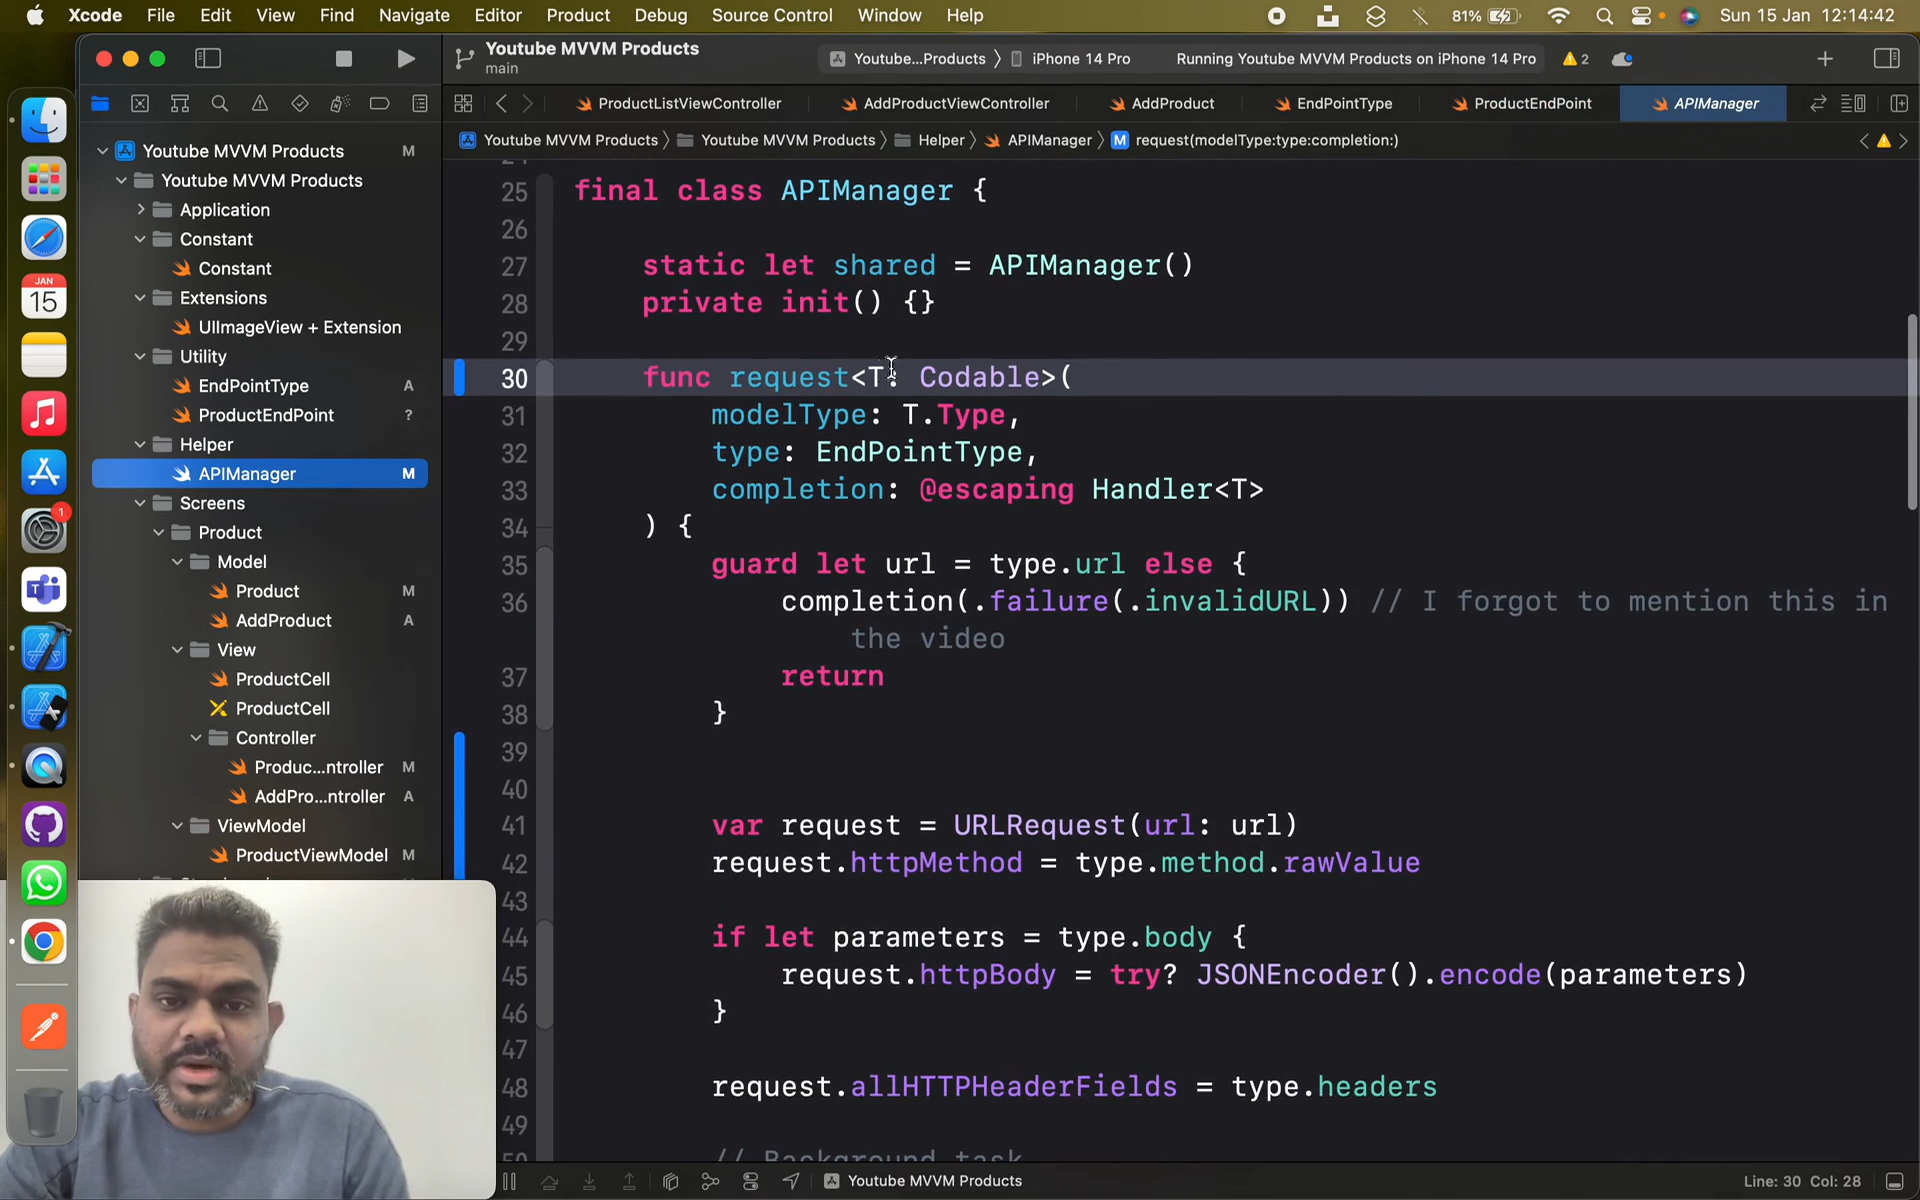 Xcode File Edit View Find Navigate Editor Product Debug Source Control Window Help 81% Sun 15 Jan 12:14:42
Youtube MVVM Products
main
Youtube...Products 〉 iPhone 14 Pro Running Youtube MVVM Products on iPhone 14 Pro 2
ProductListViewController AddProductViewController AddProduct EndPointType ProductEndPoint APIManager
Youtube MVVM Products 〉 Youtube MVVM Products 〉 Helper 〉 APIManager 〉 M request(modelType:type:completion:)
Youtube MVVM Products M
Youtube MVVM Products
Application
Constant
Constant
Extensions
UIImageView + Extension
Utility
EndPointType A
ProductEndPoint ?
Helper
APIManager M
Screens
Product
Model
Product M
AddProduct A
View
ProductCell
ProductCell
Controller
Produc...ntroller M
AddPro...ntroller A
ViewModel
ProductViewModel M
JAN
15
1
25 final class APIManager {
26
27 static let shared = APIManager()
28 private init() {}
29
30 func request<T: Codable>(
31 modelType: T.Type,
32 type: EndPointType,
33 completion: @escaping Handler<T>
34 ) {
35 guard let url = type.url else {
36 completion(.failure(.invalidURL)) // I forgot to mention this in
the video
37 return
38 }
39
40
41 var request = URLRequest(url: url)
42 request.httpMethod = type.method.rawValue
43
44 if let parameters = type.body {
45 request.httpBody = try? JSONEncoder().encode(parameters)
46 }
47
48 request.allHTTPHeaderFields = type.headers
49
50 // Background task
Youtube MVVM Products Line: 30 Col: 28